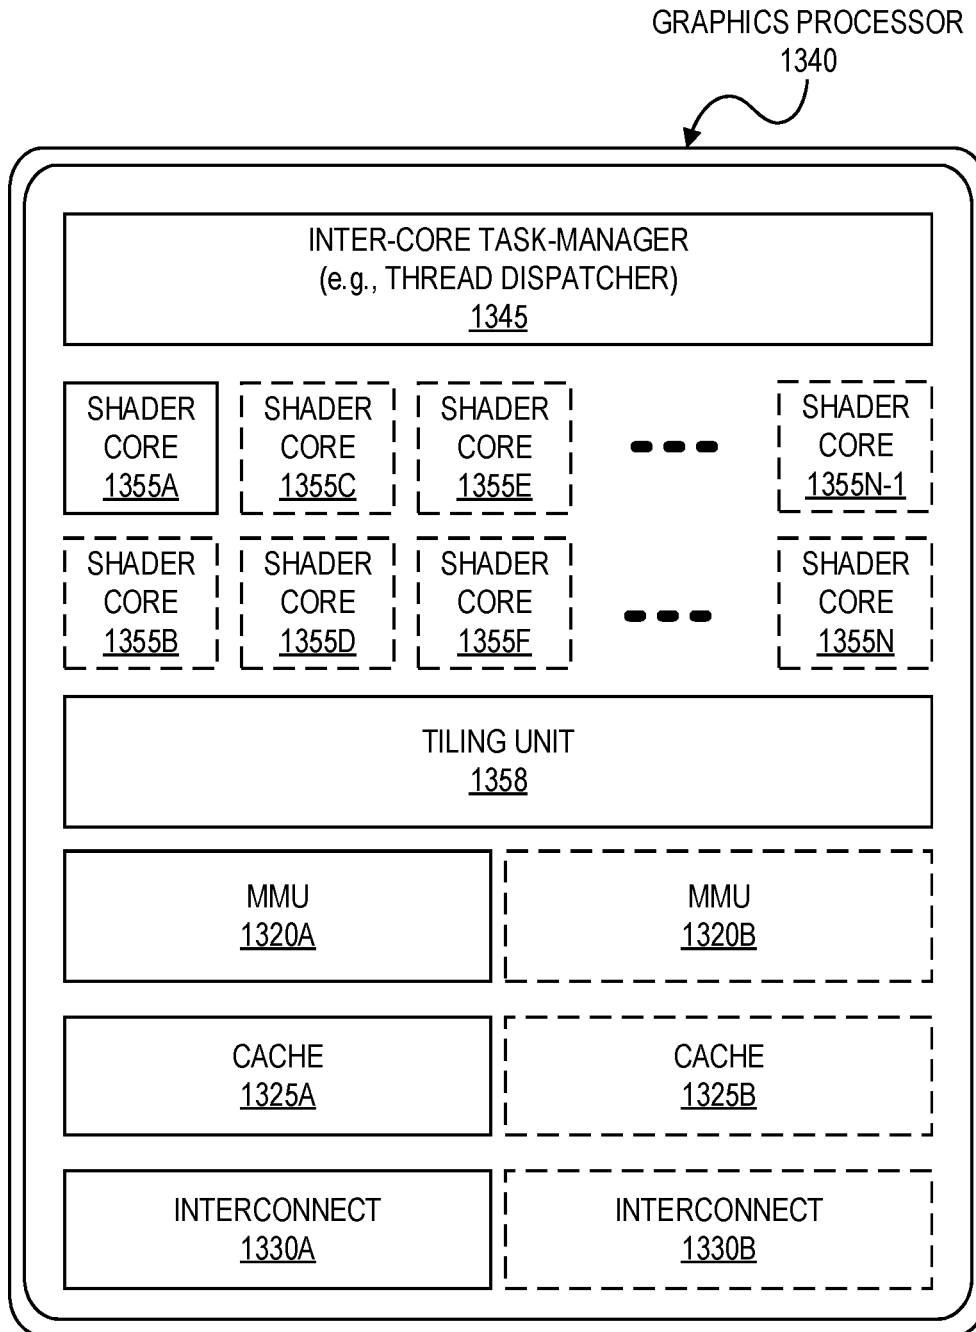 GRAPHICS PROCESSOR
1340
INTER-CORE TASK-MANAGER
(e.g., THREAD DISPATCHER)
1345
SHADER CORE 1355A
SHADER CORE 1355C
SHADER CORE 1355E
SHADER CORE 1355N-1
SHADER CORE 1355B
SHADER CORE 1355D
SHADER CORE 1355F
SHADER CORE 1355N
TILING UNIT
1358
MMU
1320A
MMU
1320B
CACHE
1325A
CACHE
1325B
INTERCONNECT
1330A
INTERCONNECT
1330B